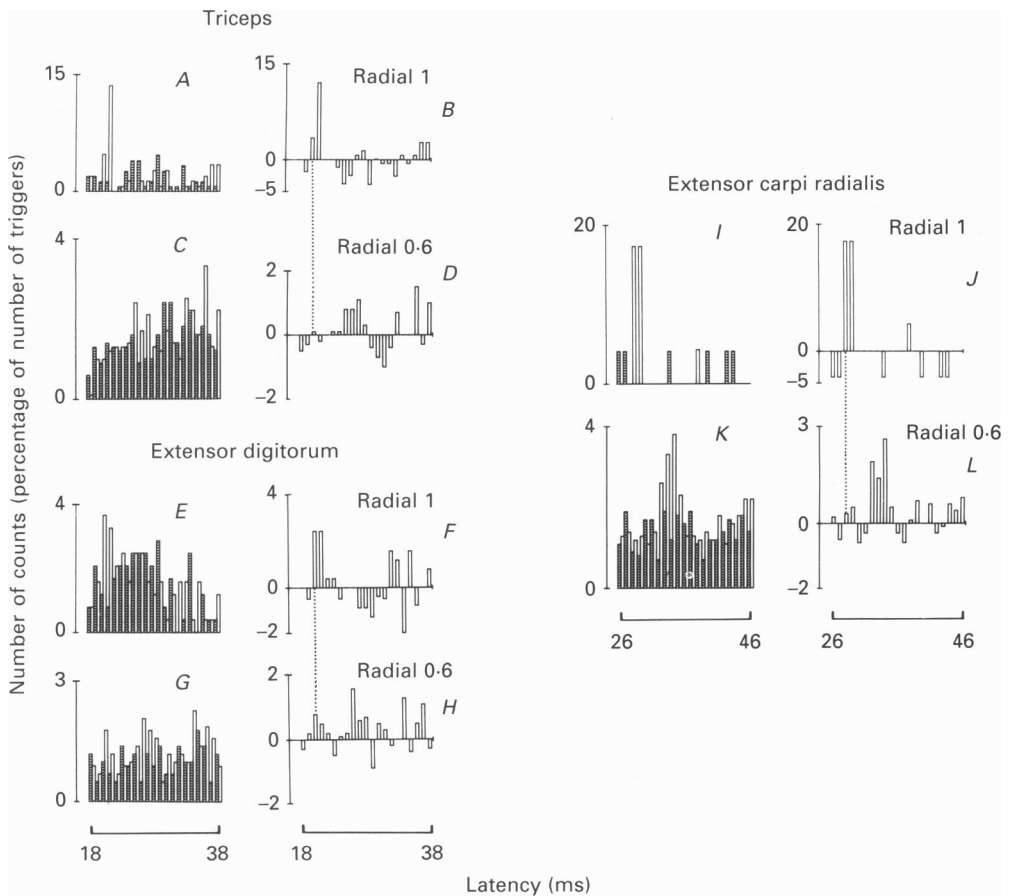 Triceps
15
A
0
15
Radial 1
B
0
−5
4
C
0
2
Radial 0·6
D
0
−2
Extensor digitorum
4
E
0
4
Radial 1
F
0
−2
3
G
0
2
Radial 0·6
H
0
−2
18
38
18
38
Extensor carpi radialis
20
I
0
20
Radial 1
J
0
−5
4
K
0
3
Radial 0·6
L
0
−2
26
46
26
46
Number of counts (percentage of number of triggers)
Latency (ms)